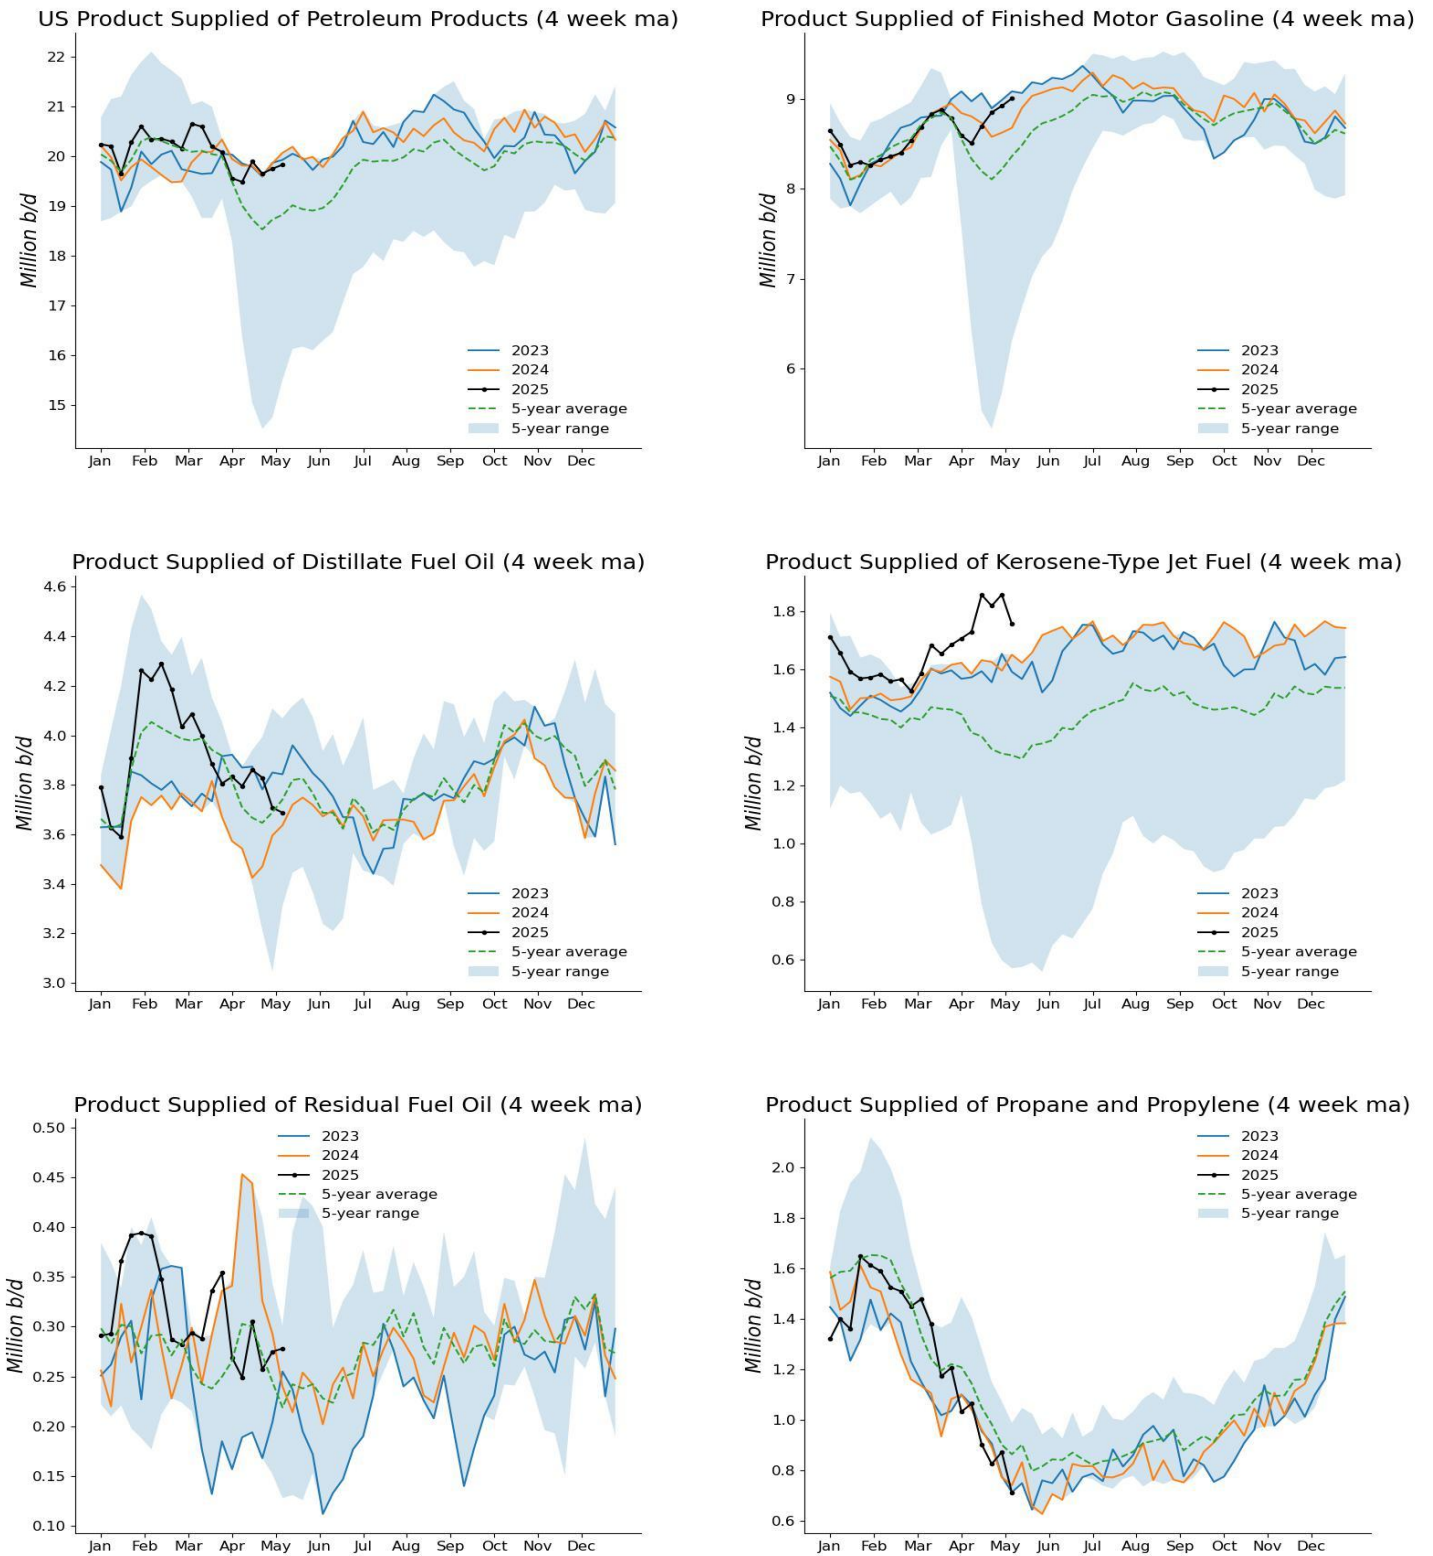 US Product Supplied of Petroleum Products (4 week ma)
Million b/d
22
21
20
19
18
17
16
15
Jan Feb Mar Apr May Jun Jul Aug Sep Oct Nov Dec
2023
2024
2025
5-year average
5-year range
Product Supplied of Finished Motor Gasoline (4 week ma)
Million b/d
9
8
7
6
Jan Feb Mar Apr May Jun Jul Aug Sep Oct Nov Dec
2023
2024
2025
5-year average
5-year range
Product Supplied of Distillate Fuel Oil (4 week ma)
Million b/d
4.6
4.4
4.2
4.0
3.8
3.6
3.4
3.2
3.0
Jan Feb Mar Apr May Jun Jul Aug Sep Oct Nov Dec
2023
2024
2025
5-year average
5-year range
Product Supplied of Kerosene-Type Jet Fuel (4 week ma)
Million b/d
1.8
1.6
1.4
1.2
1.0
0.8
0.6
Jan Feb Mar Apr May Jun Jul Aug Sep Oct Nov Dec
2023
2024
2025
5-year average
5-year range
Product Supplied of Residual Fuel Oil (4 week ma)
Million b/d
0.50
0.45
0.40
0.35
0.30
0.25
0.20
0.15
0.10
Jan Feb Mar Apr May Jun Jul Aug Sep Oct Nov Dec
2023
2024
2025
5-year average
5-year range
Product Supplied of Propane and Propylene (4 week ma)
Million b/d
2.0
1.8
1.6
1.4
1.2
1.0
0.8
0.6
Jan Feb Mar Apr May Jun Jul Aug Sep Oct Nov Dec
2023
2024
2025
5-year average
5-year range